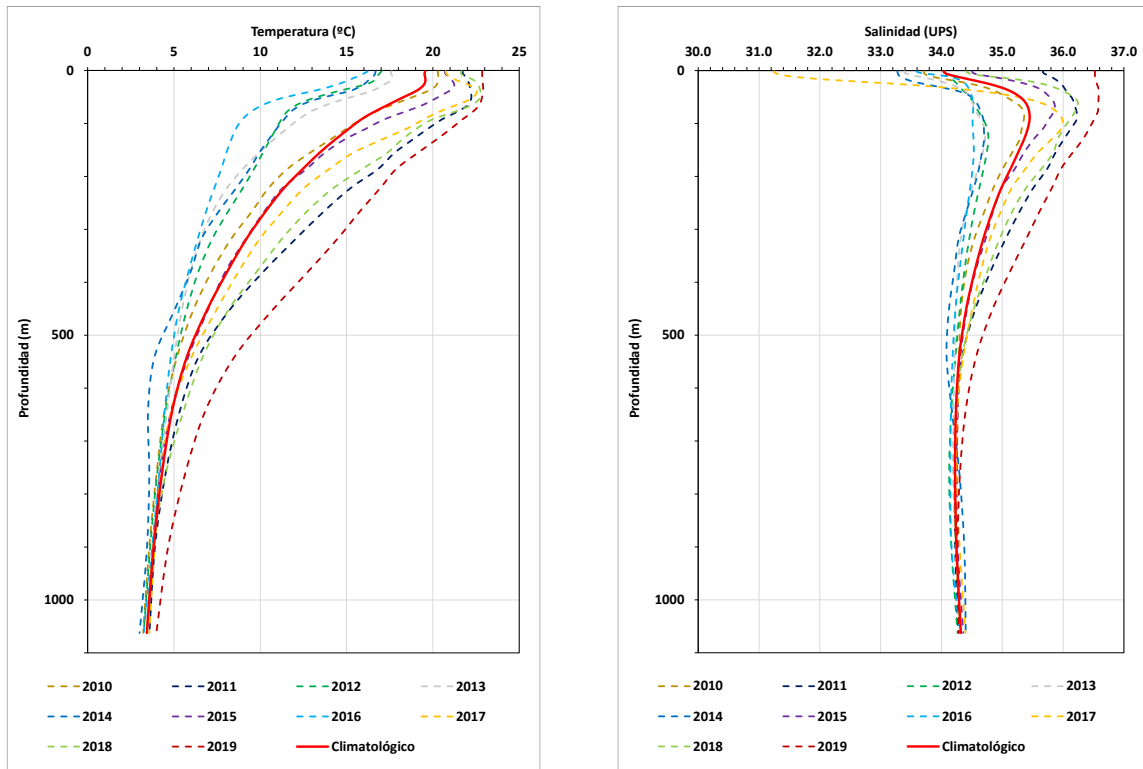 Temperatura (ºC)
0 5 10 15 20 25
0
500
1000
Profundidad (m)
2010 2011 2012 2013
2014 2015 2016 2017
2018 2019 Climatológico
Salinidad (UPS)
30.0 31.0 32.0 33.0 34.0 35.0 36.0 37.0
0
500
1000
Profundidad (m)
2010 2011 2012 2013
2014 2015 2016 2017
2018 2019 Climatológico